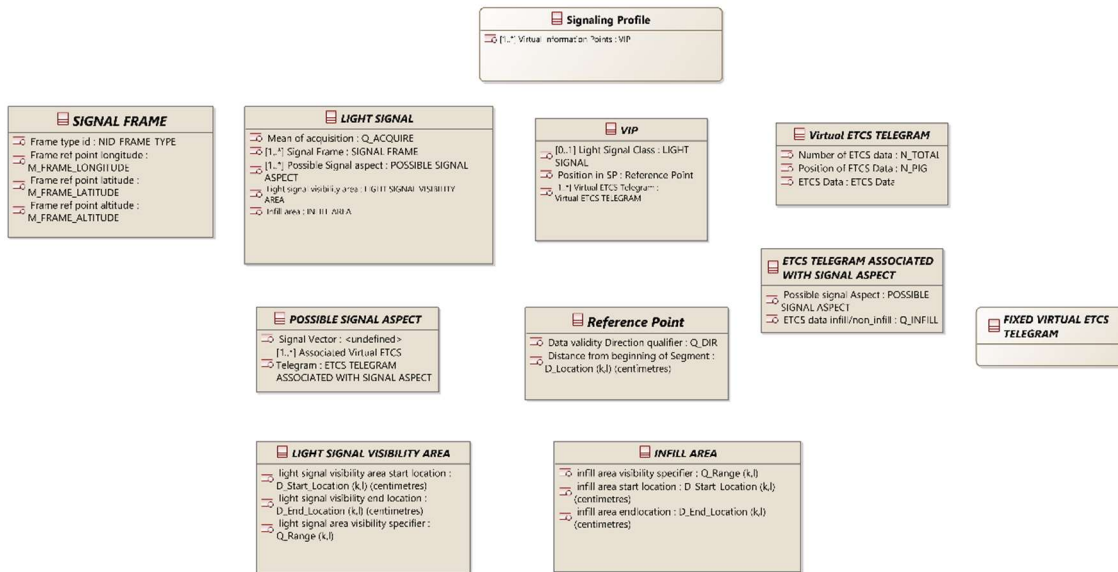 Signaling Profile
[1..*] Virtual Information Points : VIP
SIGNAL FRAME
Frame type id : NID_FRAME_TYPE
Frame ref point longitude :
M_FRAME_LONGITUDE
Frame ref point latitude :
M_FRAME_LATITUDE
Frame ref point altitude :
M_FRAME_ALTITUDE
LIGHT SIGNAL
Mean of acquisition : Q_ACQUIRE
[1..*] Signal Frame : SIGNAL FRAME
[1..*] Possible Signal aspect : POSSIBLE SIGNAL
ASPECT
Light signal visibility area : LIGHT SIGNAL VISIBILITY
AREA
Infill area : INFILL AREA
VIP
[0..1] Light Signal Class : LIGHT
SIGNAL
Position in SP : Reference Point
[1..*] Virtual ETCS Telegram :
Virtual ETCS TELEGRAM
Virtual ETCS TELEGRAM
Number of ETCS data : N_TOTAL
Position of ETCS Data : N_PIG
ETCS Data : ETCS Data
ETCS TELEGRAM ASSOCIATED
WITH SIGNAL ASPECT
Possible signal Aspect : POSSIBLE
SIGNAL ASPECT
ETCS data infill/non_infill : Q_INFILL
POSSIBLE SIGNAL ASPECT
Signal Vector : <undefined>
[1..*] Associated Virtual ETCS
Telegram : ETCS TELEGRAM
ASSOCIATED WITH SIGNAL ASPECT
Reference Point
Data validity Direction qualifier : Q_DIR
Distance from beginning of Segment :
D_Location (k,l) (centimetres)
FIXED VIRTUAL ETCS
TELEGRAM
LIGHT SIGNAL VISIBILITY AREA
light signal visibility area start location :
D_Start_Location (k,l) (centimetres)
light signal visibility end location :
D_End_Location (k,l) (centimetres)
light signal area visibility specifier :
Q_Range (k,l)
INFILL AREA
infill area visibility specifier : Q_Range (k,l)
infill area start location : D_Start_Location (k,l)
(centimetres)
infill area endlocation : D_End_Location (k,l)
(centimetres)